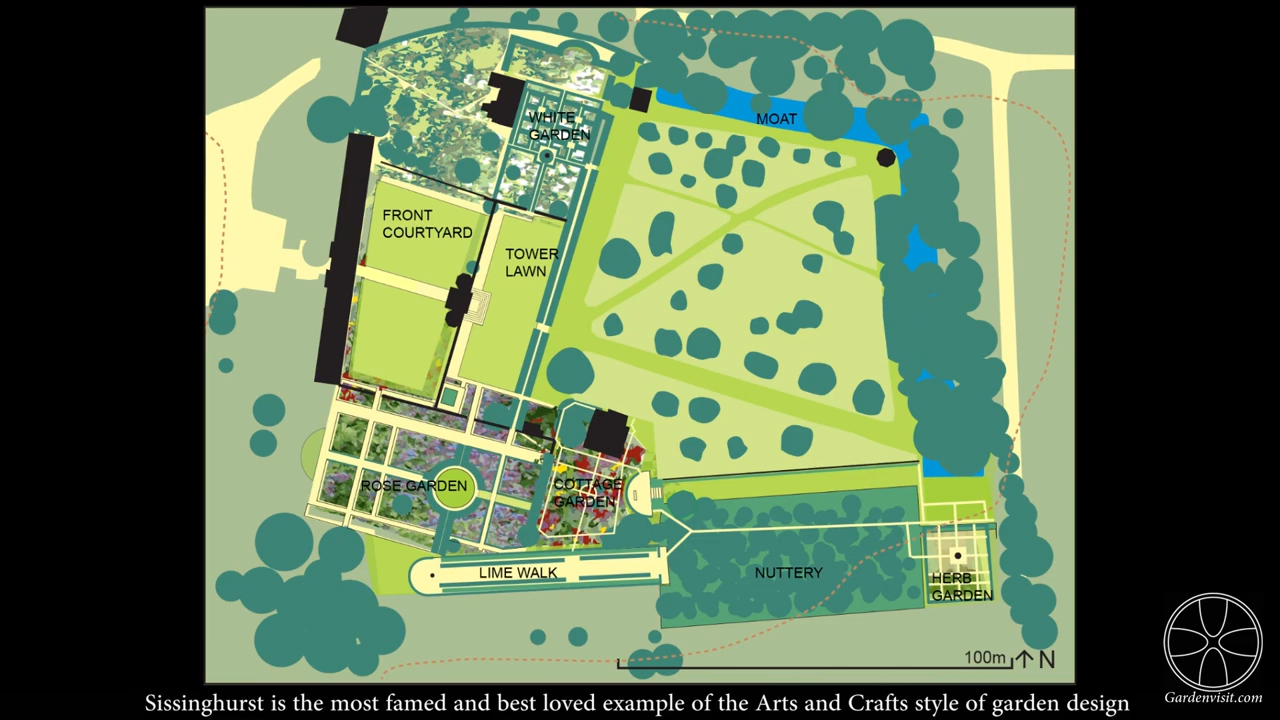 WHITE
GARDEN
MOAT
FRONT
COURTYARD
TOWER
LAWN
ROSE GARDEN
COTTAGE
GARDEN
LIME WALK
NUTTERY
HERB
GARDEN
100m N
Gardenvisit.com
Sissinghurst is the most famed and best loved example of the Arts and Crafts style of garden design